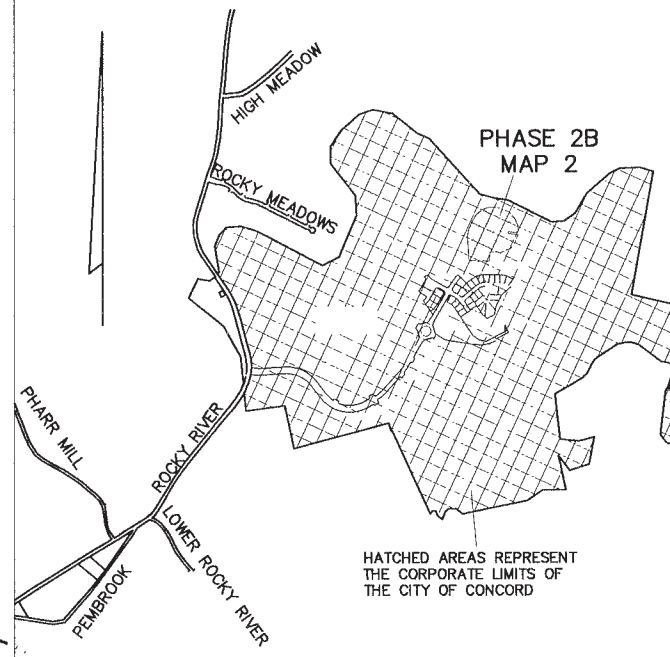 HIGH MEADOW
PHASE 2B
MAP 2
ROCKY MEADOWS
PHARR MILL
ROCKY RIVER
LOWER ROCKY RIVER
PEMBROOK
HATCHED AREAS REPRESENT
THE CORPORATE LIMITS OF
THE CITY OF CONCORD